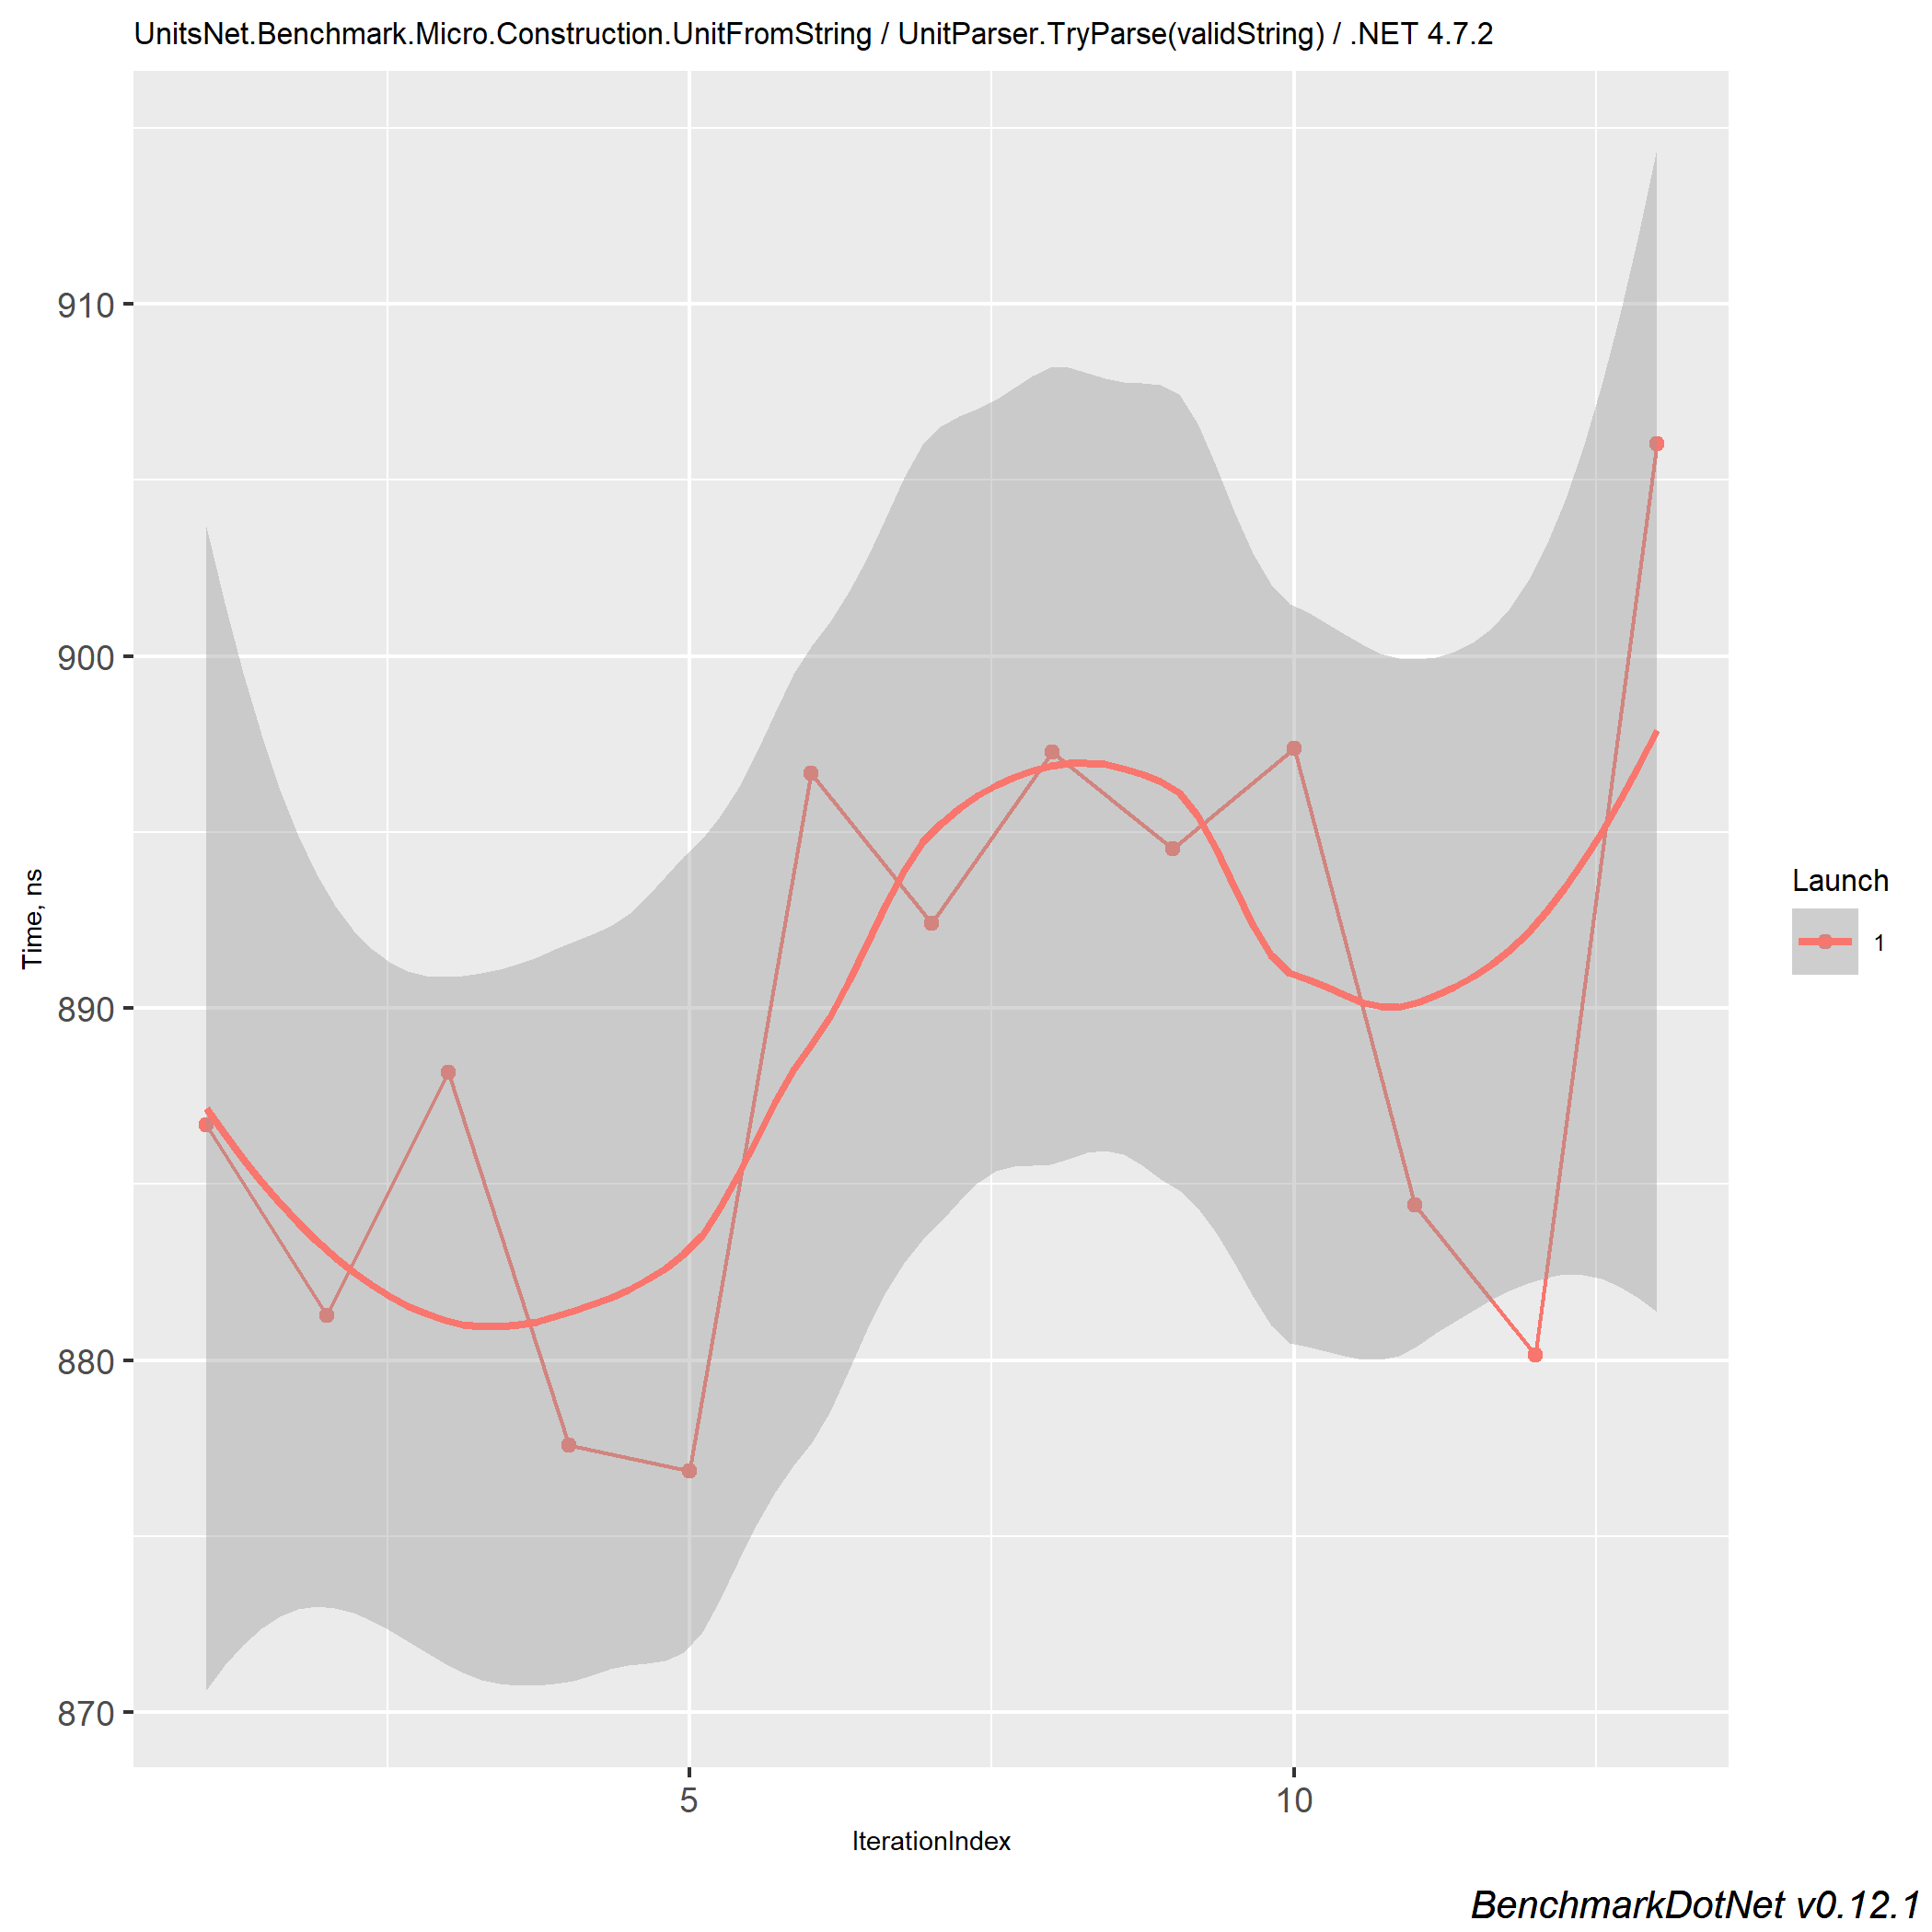 UnitsNet.Benchmark.Micro.Construction.UnitFromString / UnitParser.TryParse(validString) / .NET 4.7.2
910
900
890
880
870
Time, ns
5
10
IterationIndex
Launch
1
BenchmarkDotNet v0.12.1